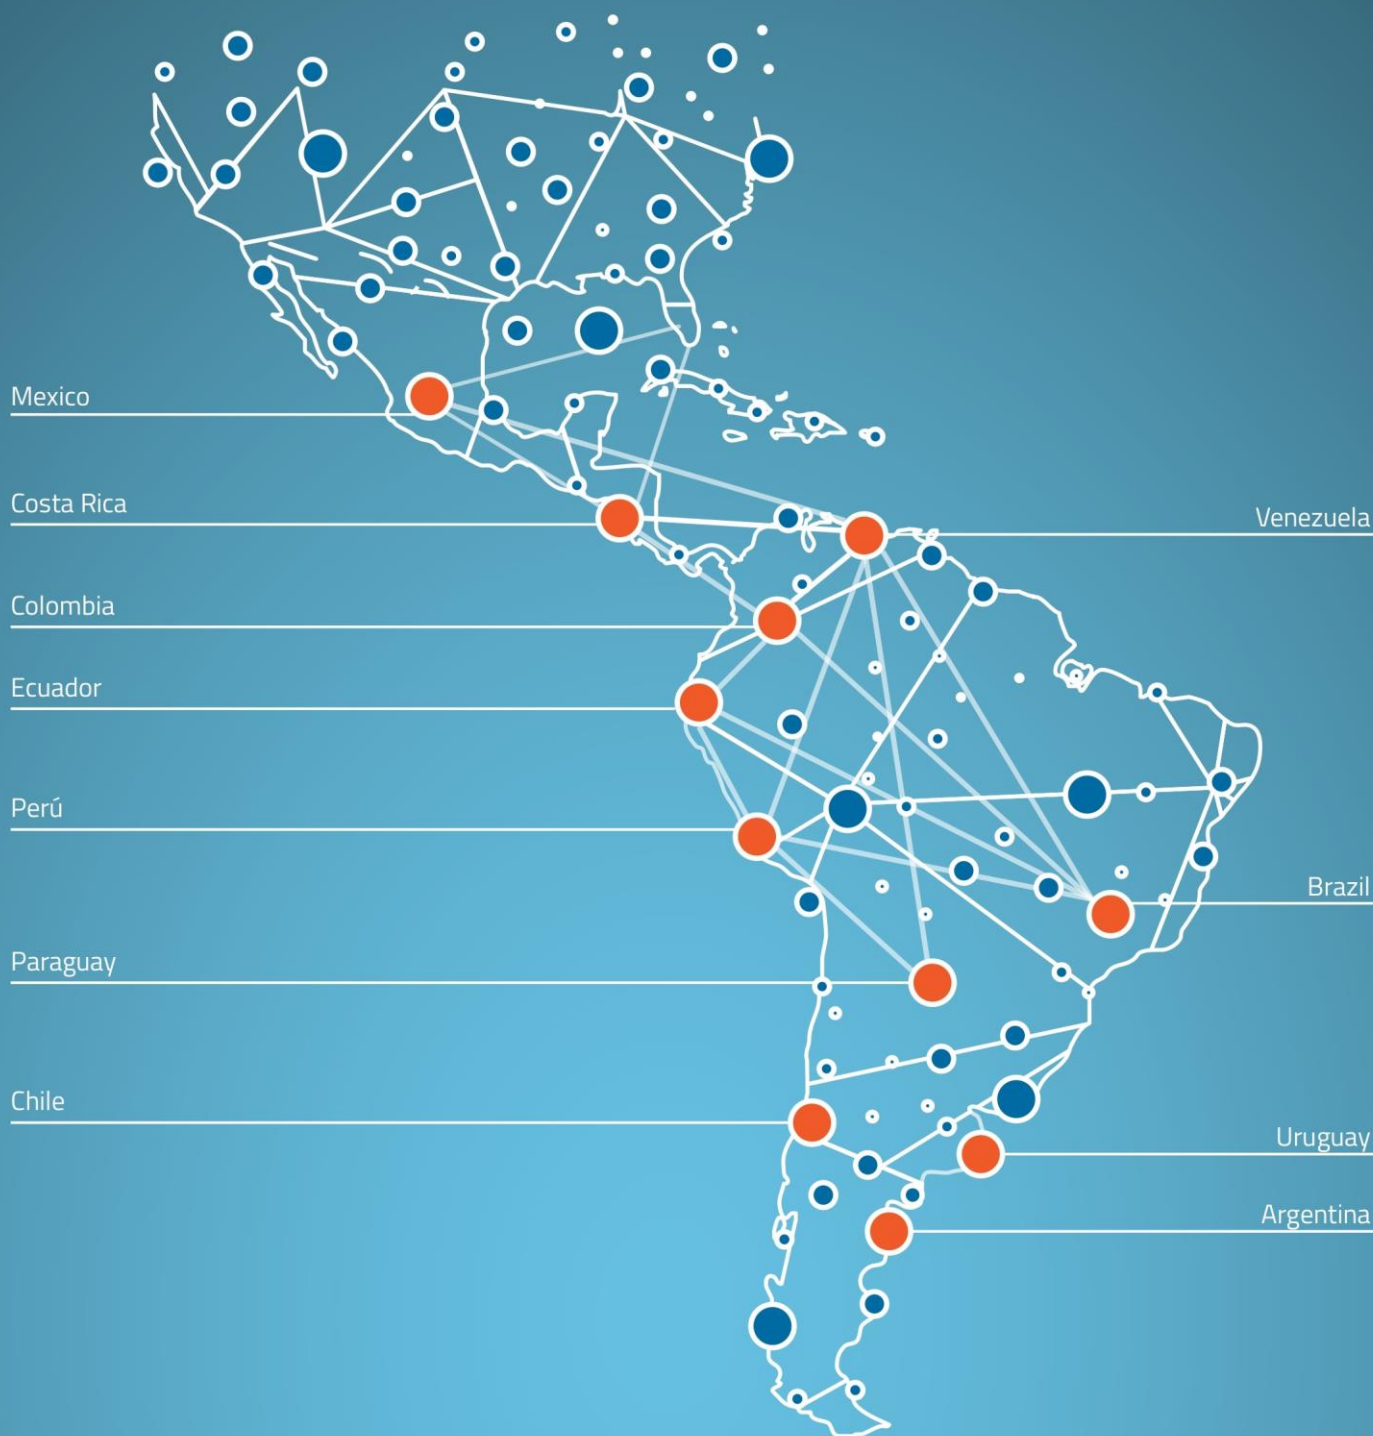 Mexico
Costa Rica
Venezuela
Colombia
Ecuador
Perú
Brazil
Paraguay
Chile
Uruguay
Argentina